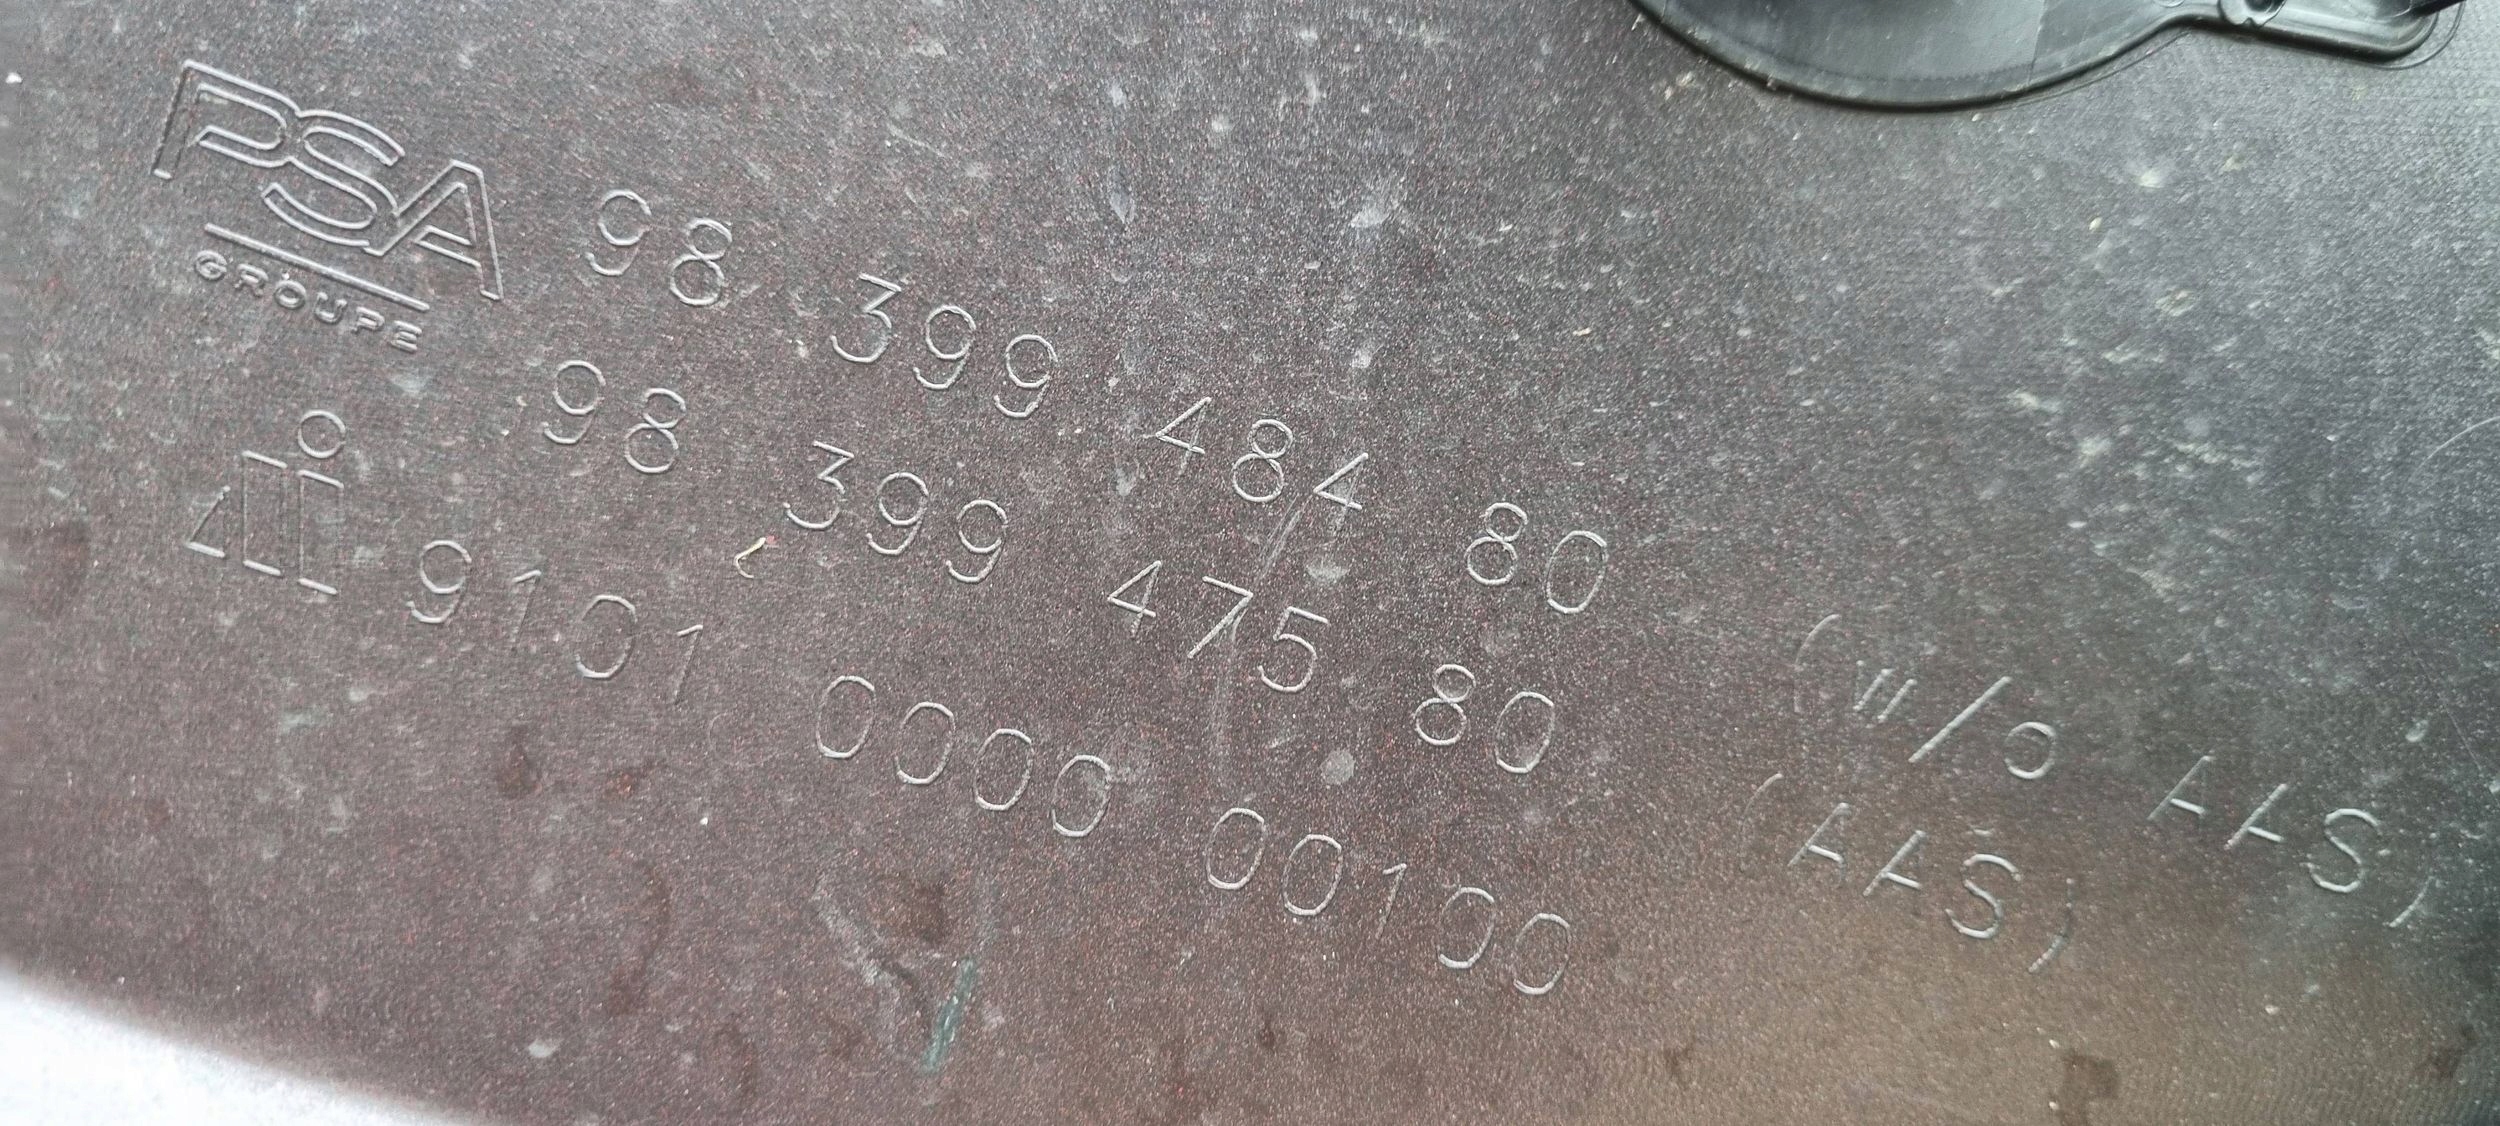 PSA
GROUPE
98 399 484 80 (w/o AAS)
98 399 475 80 (AAS)
9101 0000 00100